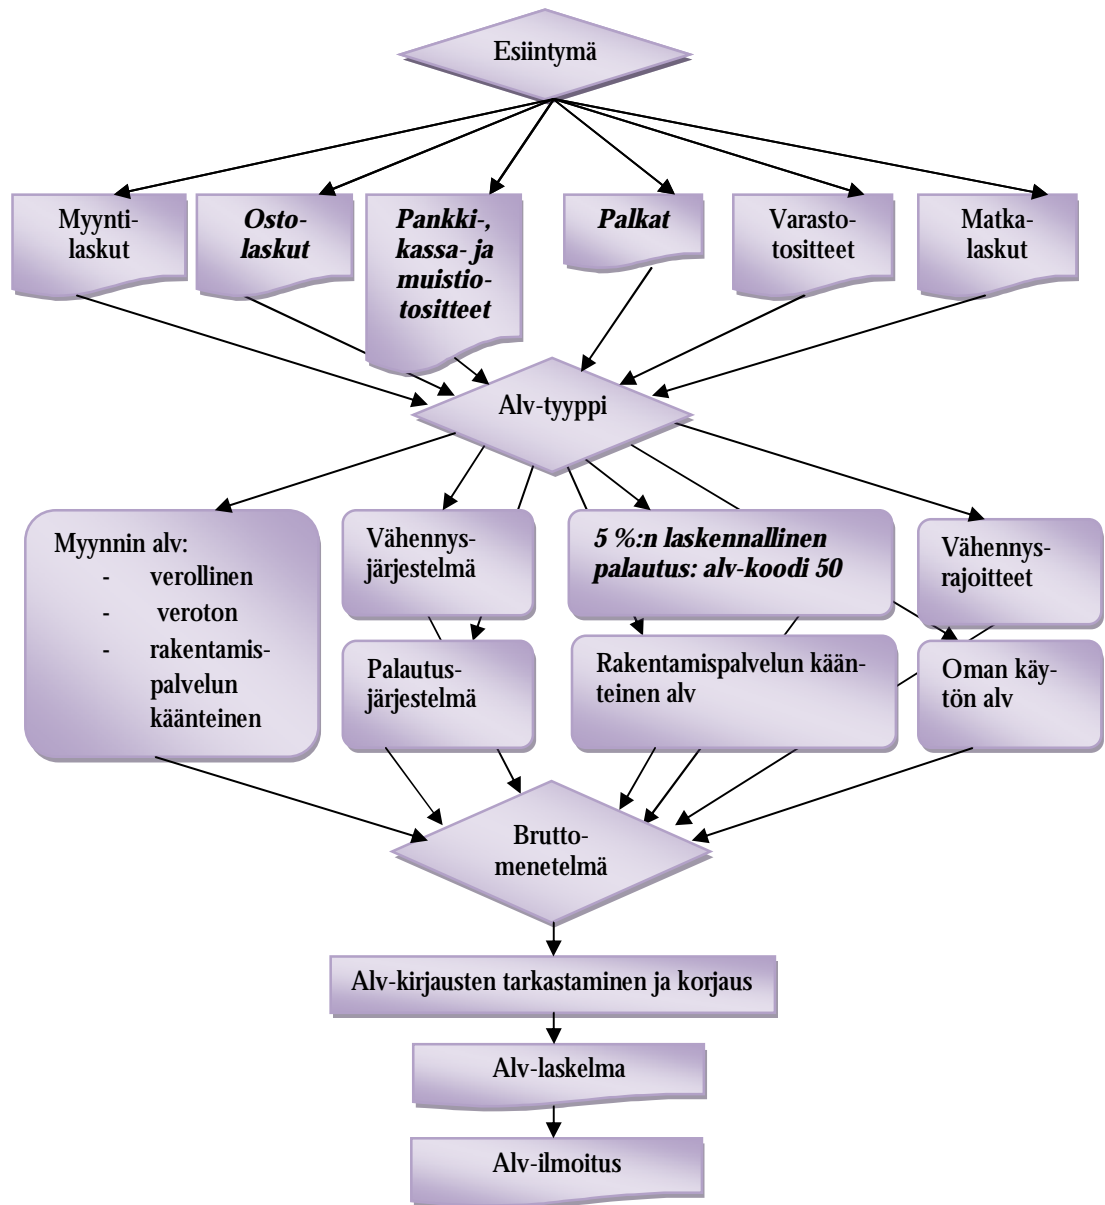 Esiintymä
Myynti-
laskut
Osto-
laskut
Pankki-,
kassa- ja
muistio-
tositteet
Palkat
Varasto-
tositteet
Matka-
laskut
Alv-tyyppi
Myynnin alv:
- verollinen
- veroton
- rakentamis-
palvelun
käänteinen
Vähennys-
järjestelmä
Palautus-
järjestelmä
5 %:n laskennallinen
palautus: alv-koodi 50
Rakentamispalvelun kään-
teinen alv
Vähennys-
rajoitteet
Oman käy-
tön alv
Brutto-
menetelmä
Alv-kirjausten tarkastaminen ja korjaus
Alv-laskelma
Alv-ilmoitus